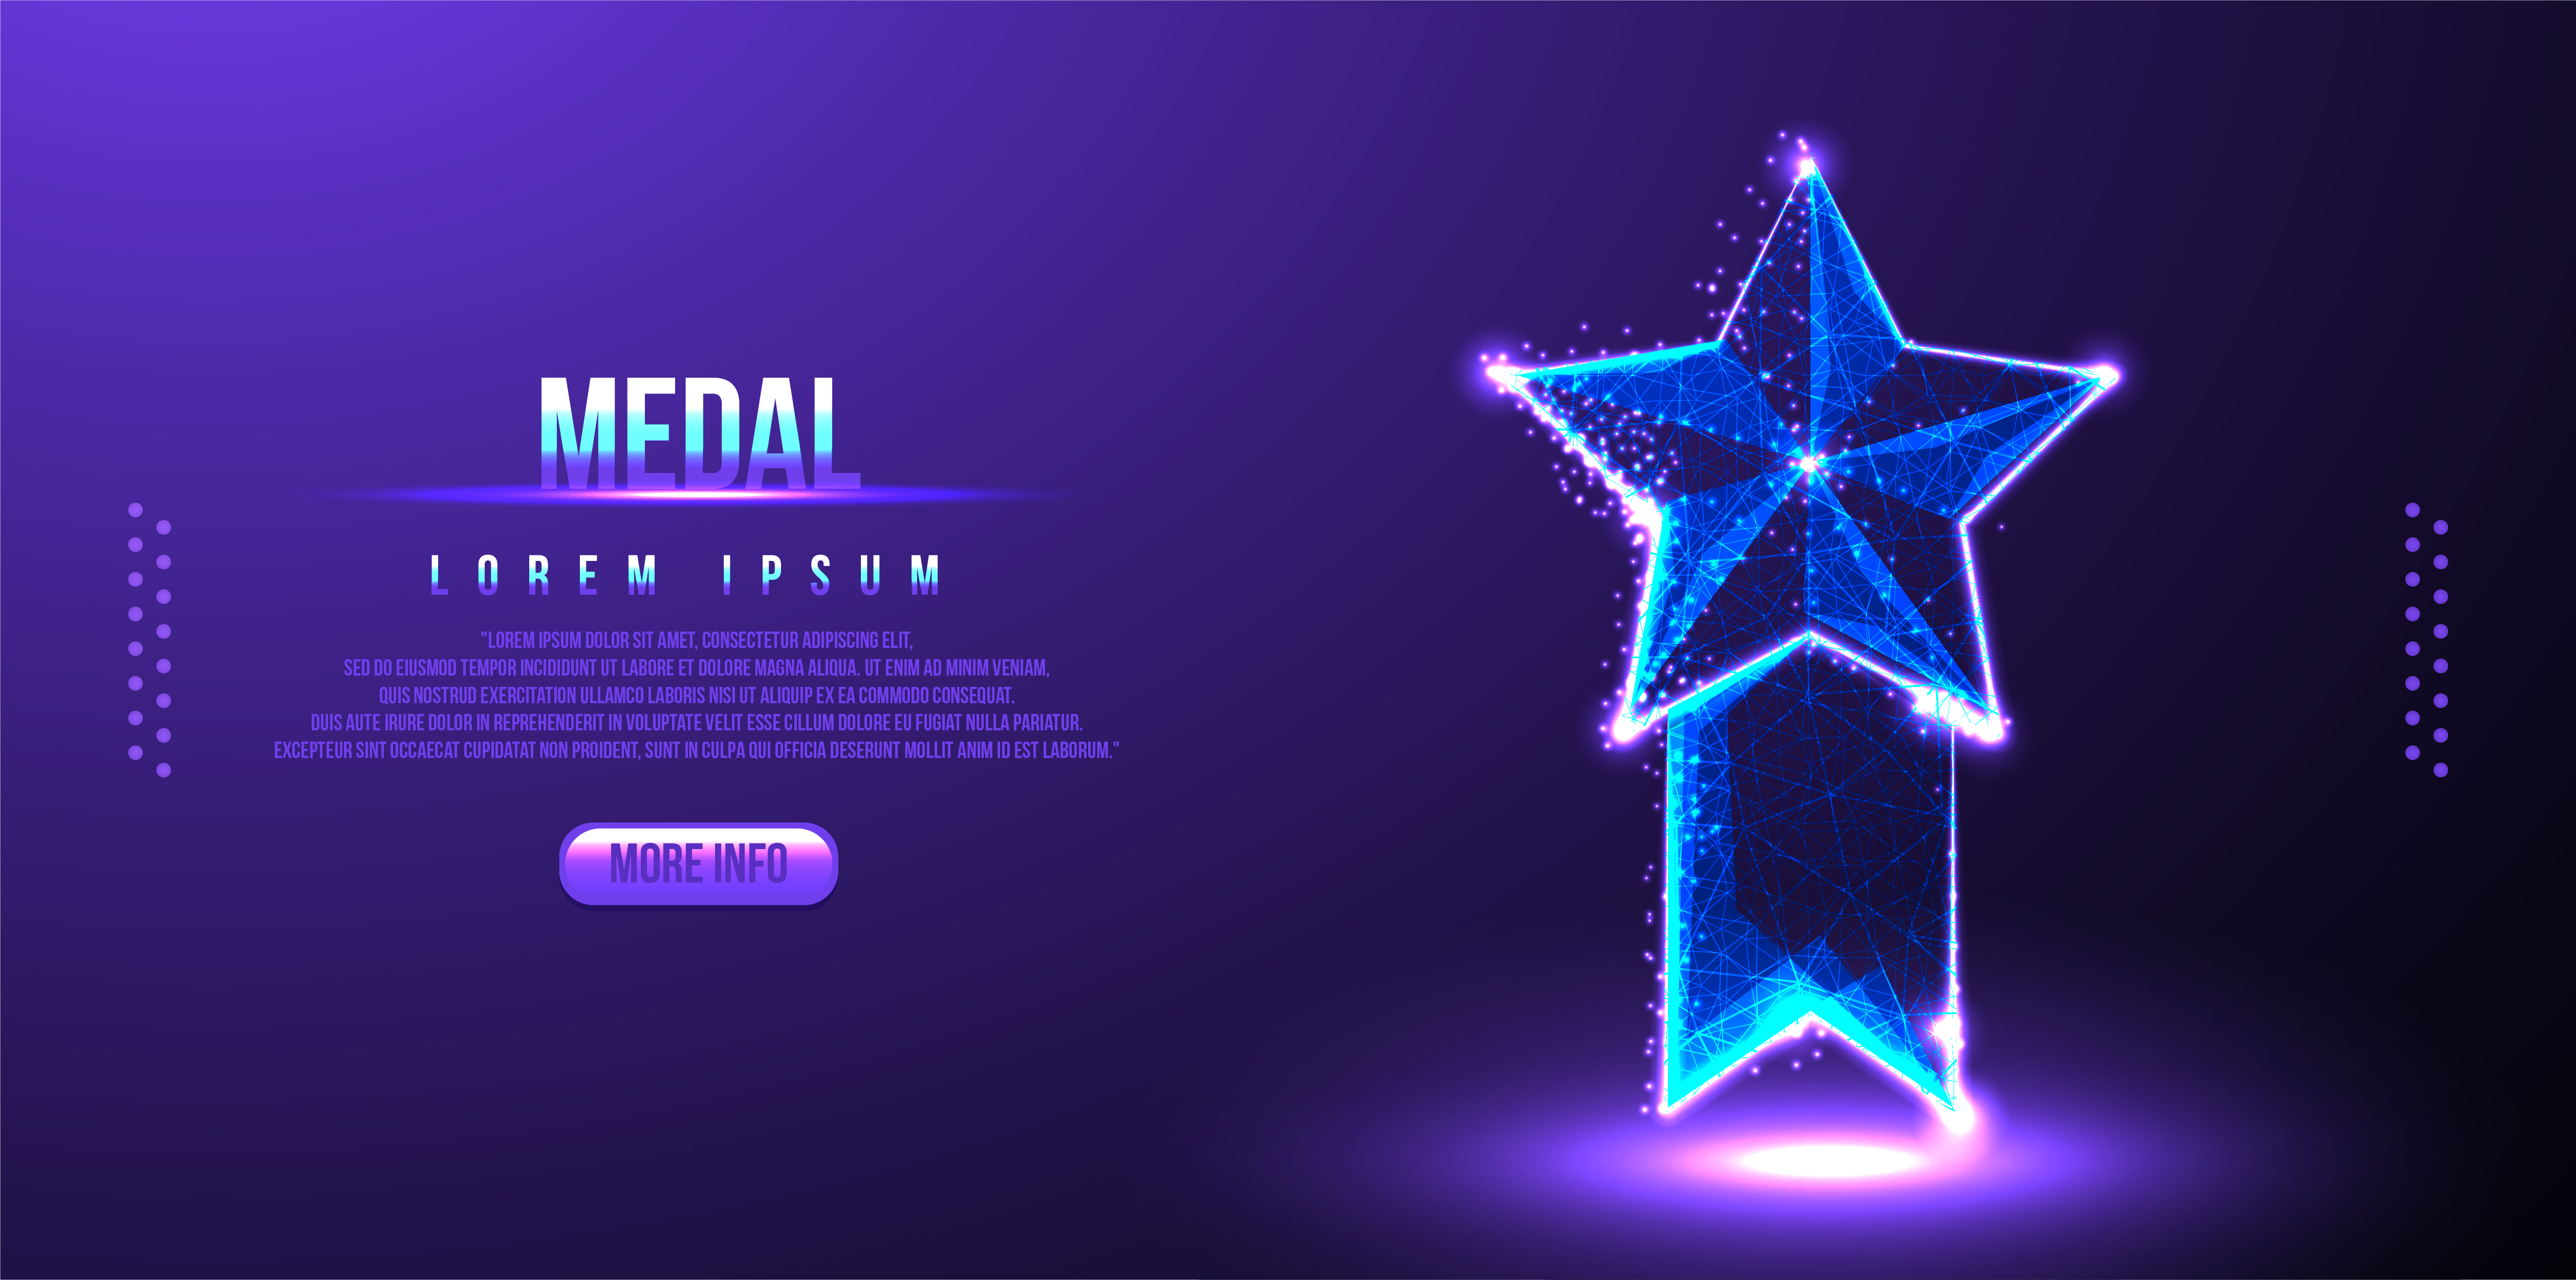 MEDAL
LOREM IPSUM
"LOREM IPSUM DOLOR SIT AMET, CONSECTETUR ADIPISCING ELIT,
SED DO EIUSMOD TEMPOR INCIDIDUNT UT LABORE ET DOLORE MAGNA ALIQUA. UT ENIM AD MINIM VENIAM,
QUIS NOSTRUD EXERCITATION ULLAMCO LABORIS NISI UT ALIQUIP EX EA COMMODO CONSEQUAT.
DUIS AUTE IRURE DOLOR IN REPREHENDERIT IN VOLUPTATE VELIT ESSE CILLUM DOLORE EU FUGIAT NULLA PARIATUR.
EXCEPTEUR SINT OCCAECAT CUPIDATAT NON PROIDENT, SUNT IN CULPA QUI OFFICIA DESERUNT MOLLIT ANIM ID EST LABORUM."
MORE INFO